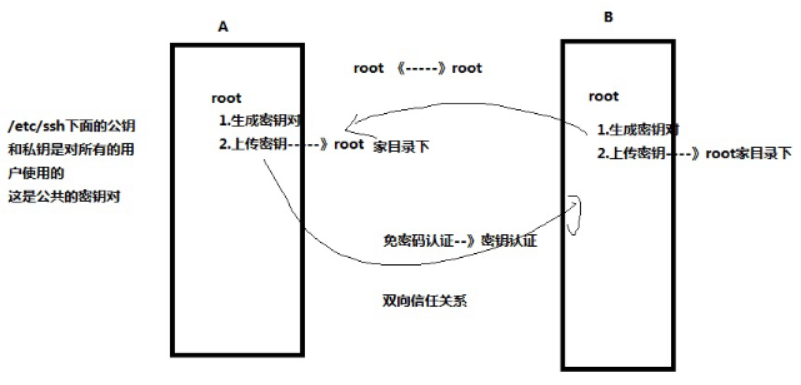 A
B
root 《-----》root
root
1.生成密钥对
2.上传密钥-----》root 家目录下
/etc/ssh下面的公钥
和私钥是对所有的用
户使用的
这是公共的密钥对
root
1.生成密钥对
2.上传密钥----》root家目录下
免密码认证--》密钥认证
双向信任关系